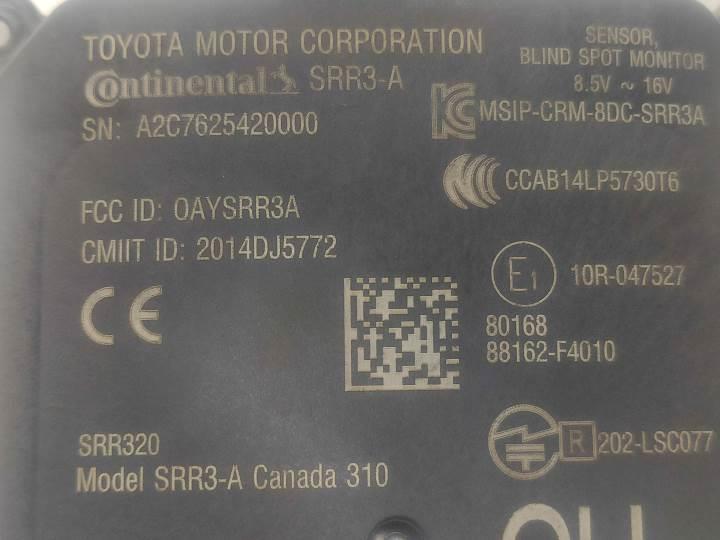 TOYOTA MOTOR CORPORATION
Continental SRR3-A
SN: A2C7625420000
SENSOR,
BLIND SPOT MONITOR
8.5V ~ 16V
MSIP-CRM-8DC-SRR3A
CCAB14LP5730T6
FCC ID: OAYSRR3A
CMIIT ID: 2014DJ5772
CE
E1 10R-047527
80168
88162-F4010
SRR320
Model SRR3-A Canada 310
R 202-LSC077